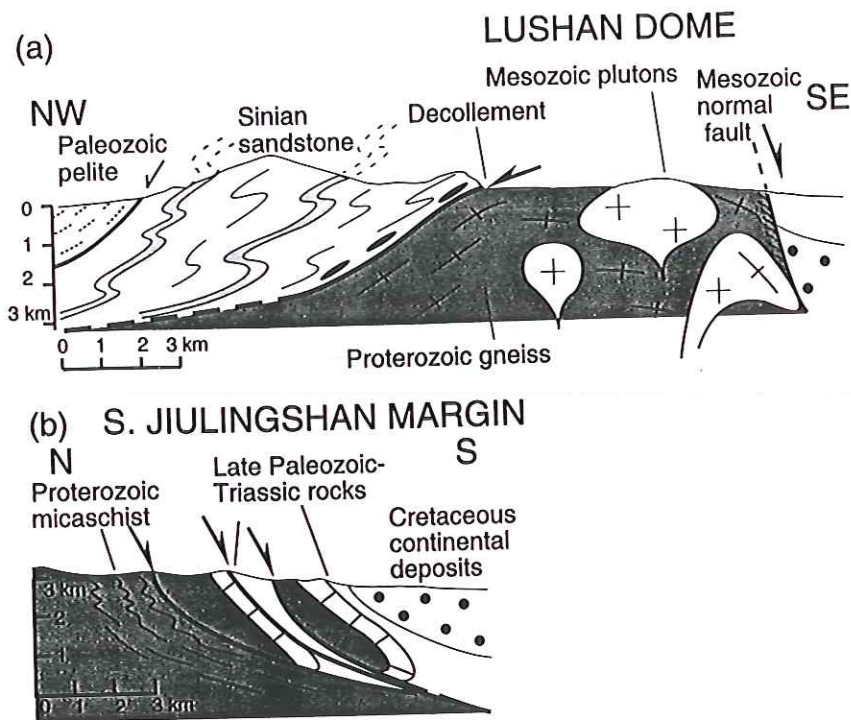 (a)
LUSHAN DOME
NW
Paleozoic
pelite
Sinian
sandstone
Decollement
Mesozoic plutons
Mesozoic
normal
fault
SE
0
1
2
3 km
0 1 2 3 km
Proterozoic gneiss
(b) S. JIULINGSHAN MARGIN
N
S
Proterozoic
micaschist
Late Paleozoic-
Triassic rocks
Cretaceous
continental
deposits
3 km
2
1
0 1 2 3 km